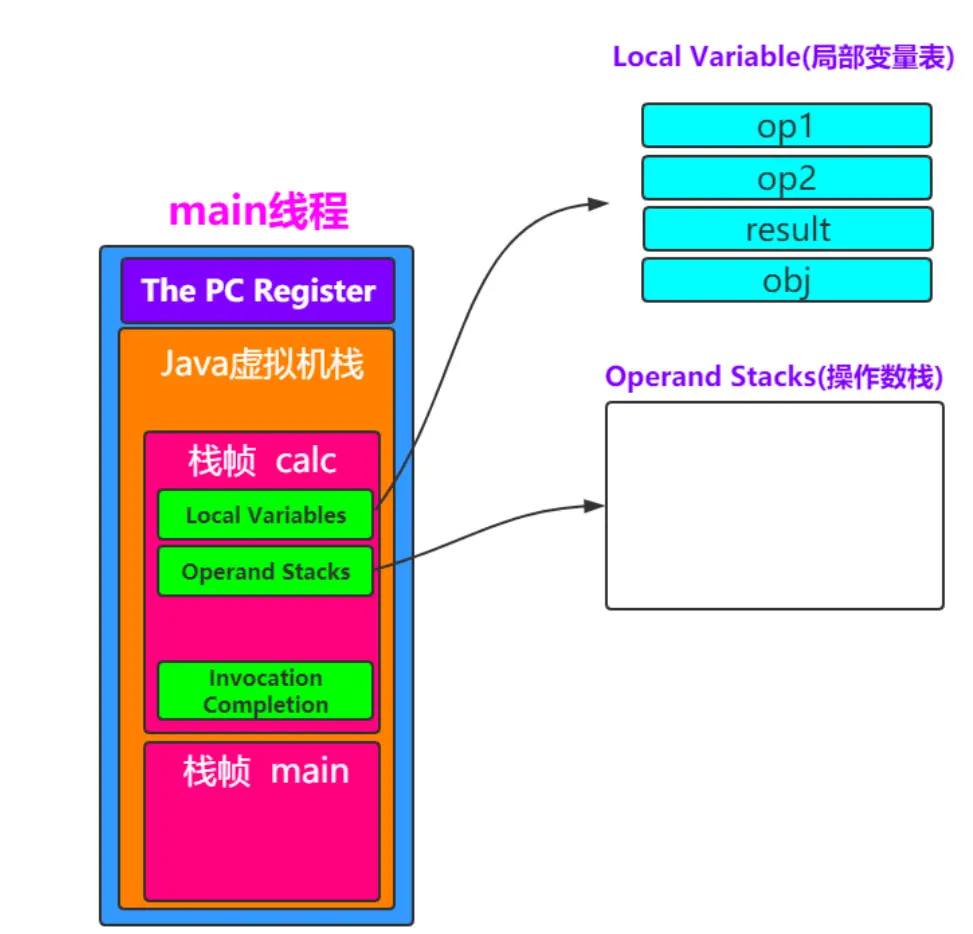 Local Variable(局部变量表)
op1
op2
result
obj
main线程
The PC Register
Java虚拟机栈
栈帧 calc
Local Variables
Operand Stacks
Invocation
Completion
栈帧 main
Operand Stacks(操作数栈)